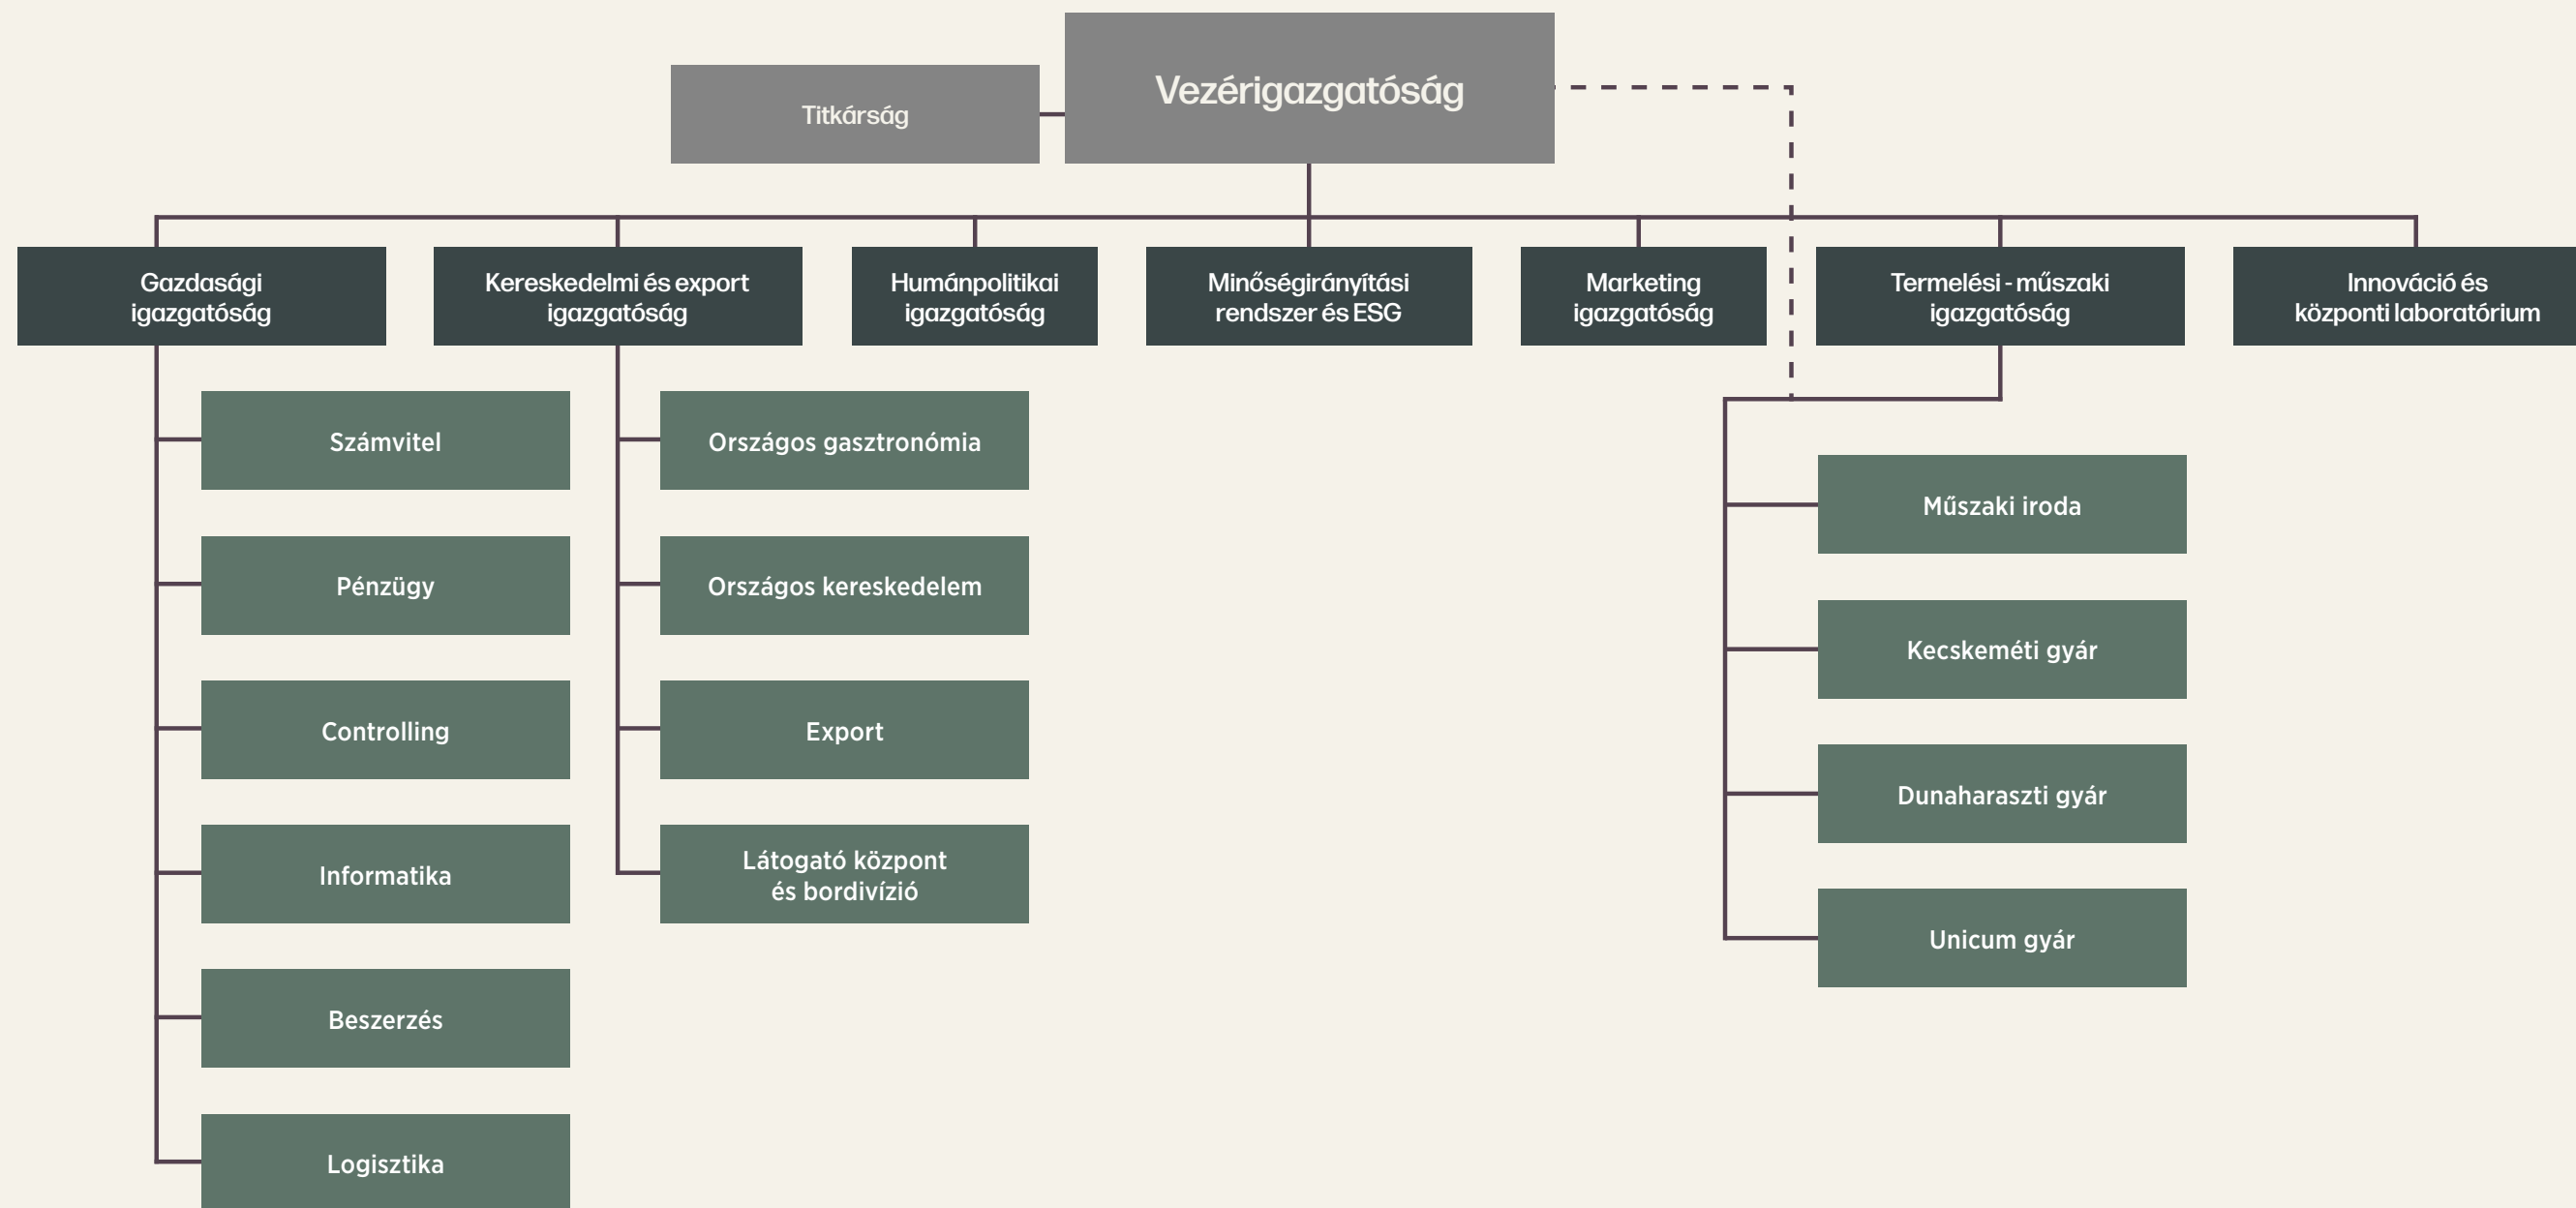 Titkárság
Vezérigazgatóság
Gazdasági
igazgatóság
Kereskedelmi és export
igazgatóság
Humánpolitikai
igazgatóság
Minőségirányítási
rendszer és ESG
Marketing
igazgatóság
Termelési - műszaki
igazgatóság
Innováció és
központi laboratórium
Számvitel
Pénzügy
Controlling
Informatika
Beszerzés
Logisztika
Országos gasztronómia
Országos kereskedelem
Export
Látogató központ
és bordivízió
Műszaki iroda
Kecskeméti gyár
Dunaharaszti gyár
Unicum gyár